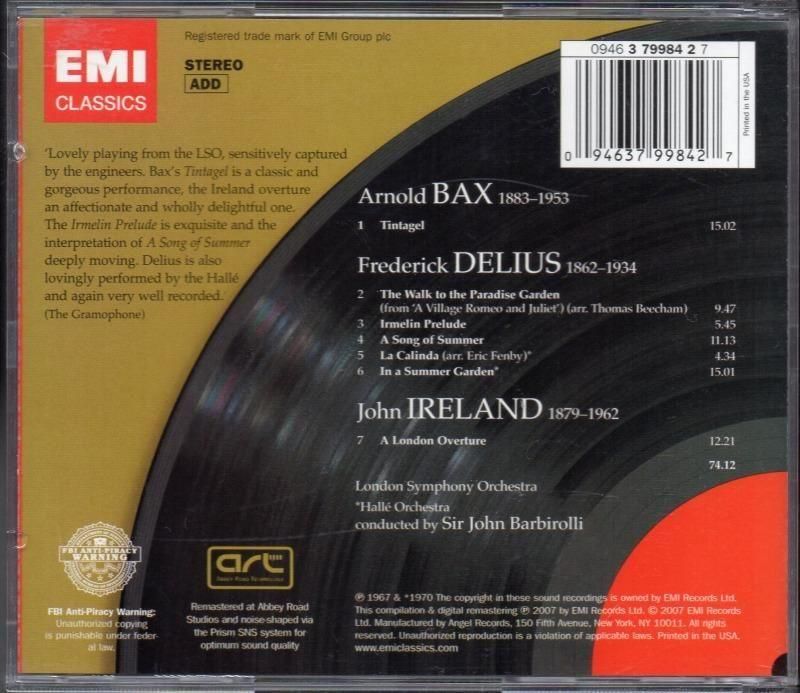 EMI
CLASSICS
Registered trade mark of EMI Group plc
STEREO
ADD
0946 3 79984 2 7
0 94637 99842 7
Printed in the USA
'Lovely playing from the LSO, sensitively captured
by the engineers. Bax's Tintagel is a classic and
gorgeous performance, the Ireland overture
an affectionate and wholly delightful one.
The Irmelin Prelude is exquisite and the
interpretation of A Song of Summer
deeply moving. Delius is also
lovingly performed by the Hallé
and again very well recorded.'
(The Gramophone)
Arnold BAX 1883–1953
1 Tintagel 15.02
Frederick DELIUS 1862–1934
2 The Walk to the Paradise Garden
(from 'A Village Romeo and Juliet') (arr. Thomas Beecham) 9.47
3 Irmelin Prelude 5.45
4 A Song of Summer 11.13
5 La Calinda (arr. Eric Fenby)* 4.34
6 In a Summer Garden* 15.01
John IRELAND 1879–1962
7 A London Overture 12.21
74.12
London Symphony Orchestra
*Hallé Orchestra
conducted by Sir John Barbirolli
FBI ANTI-PIRACY
WARNING
FBI Anti-Piracy Warning:
Unauthorized copying
is punishable under feder-
al law.
art
ABBEY ROAD TECHNOLOGY
Remastered at Abbey Road
Studios and noise-shaped via
the Prism SNS system for
optimum sound quality
℗ 1967 & *1970 The copyright in these sound recordings is owned by EMI Records Ltd.
This compilation & digital remastering ℗ 2007 by EMI Records Ltd. © 2007 EMI Records
Ltd. Manufactured by Angel Records, 150 Fifth Avenue, New York, NY 10011. All rights
reserved. Unauthorized reproduction is a violation of applicable laws. Printed in the USA.
www.emiclassics.com